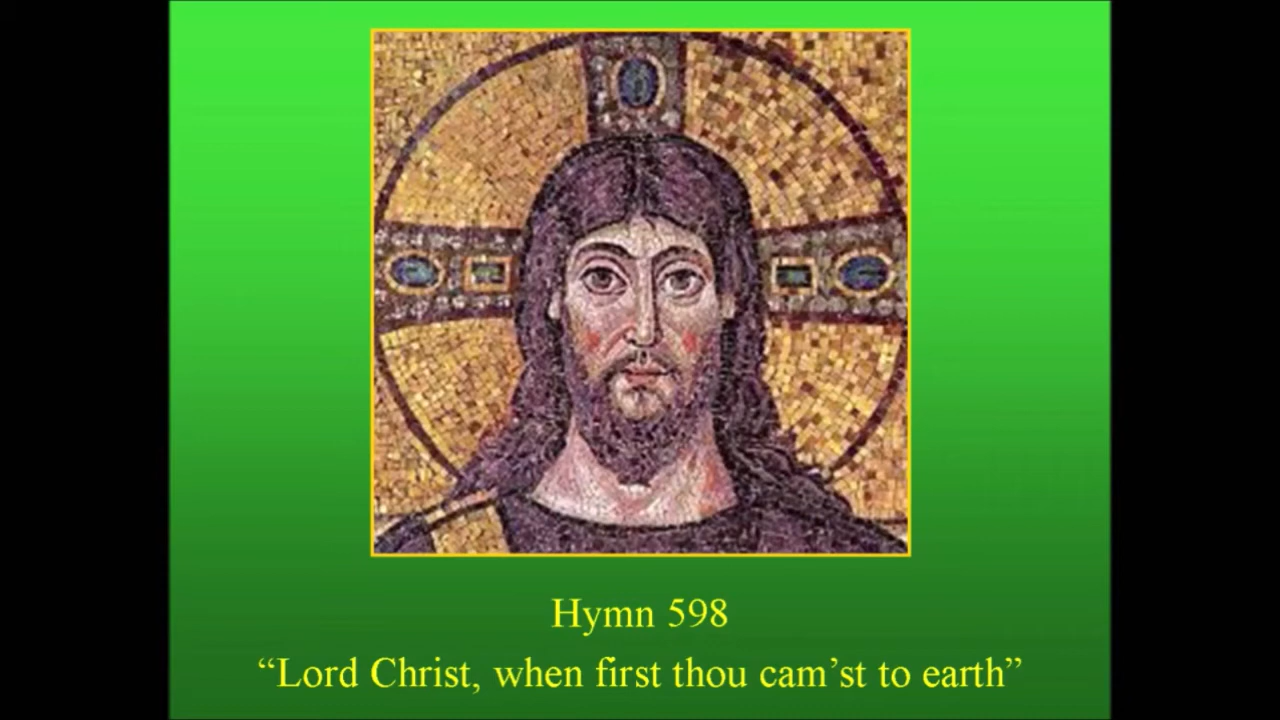 Hymn 598
“Lord Christ, when first thou cam’st to earth”